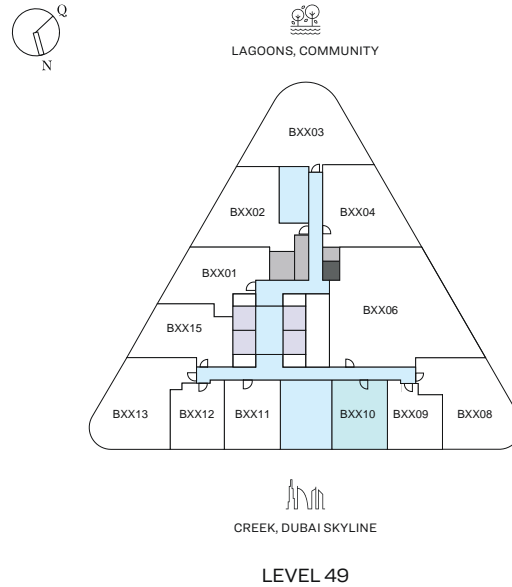 Q
N
LAGOONS, COMMUNITY
BXX03
BXX02
BXX04
BXX01
BXX06
BXX15
BXX13
BXX12
BXX11
BXX10
BXX09
BXX08
CREEK, DUBAI SKYLINE
LEVEL 49